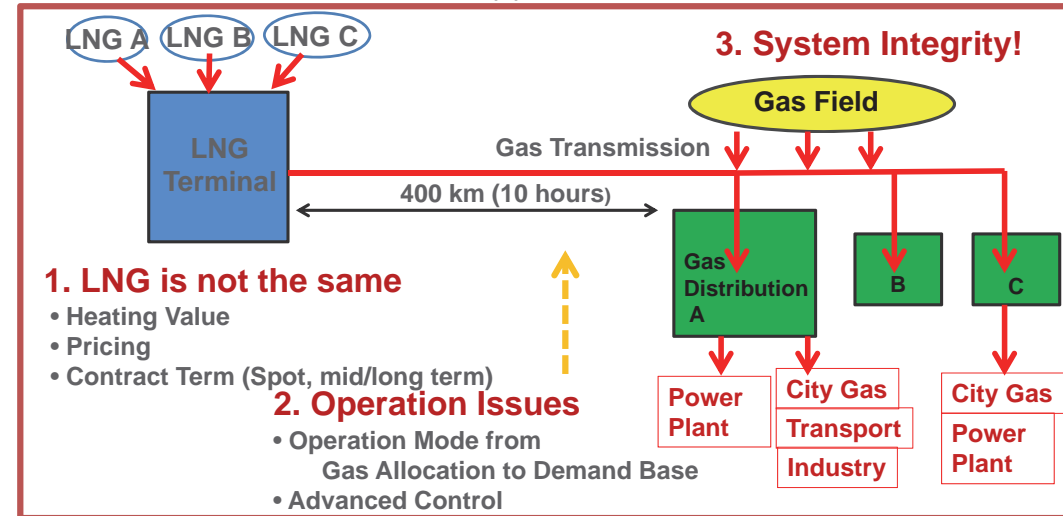 LNG A
LNG B
LNG C
3. System Integrity!
Gas Field
LNG
Terminal
Gas Transmission
400 km (10 hours)
Gas
Distribution
A
B
C
1. LNG is not the same
• Heating Value
• Pricing
• Contract Term (Spot, mid/long term)
2. Operation Issues
• Operation Mode from
Gas Allocation to Demand Base
• Advanced Control
Power
Plant
City Gas
Transport
Industry
City Gas
Power
Plant